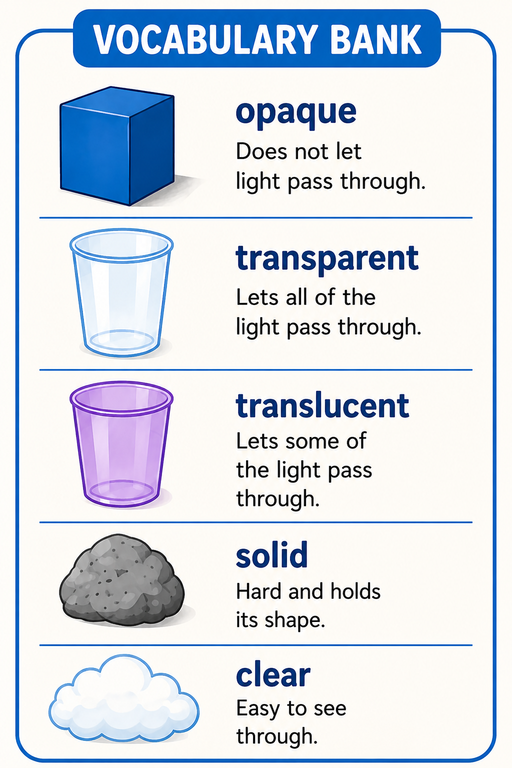 VOCABULARY BANK
opaque
Does not let
light pass through.
transparent
Lets all of the
light pass through.
translucent
Lets some of
the light pass
through.
solid
Hard and holds
its shape.
clear
Easy to see
through.